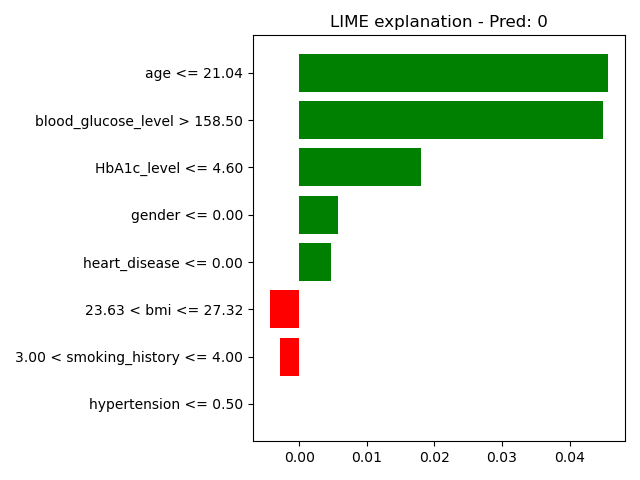 LIME explanation - Pred: 0
age <= 21.04
blood_glucose_level > 158.50
HbA1c_level <= 4.60
gender <= 0.00
heart_disease <= 0.00
23.63 < bmi <= 27.32
3.00 < smoking_history <= 4.00
hypertension <= 0.50
0.00 0.01 0.02 0.03 0.04